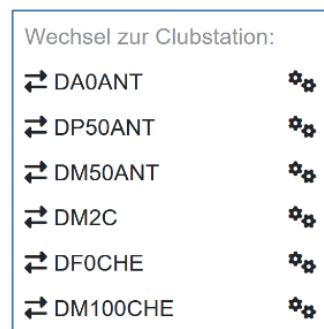 Wechsel zur Clubstation:
DA0ANT
DP50ANT
DM50ANT
DM2C
DF0CHE
DM100CHE